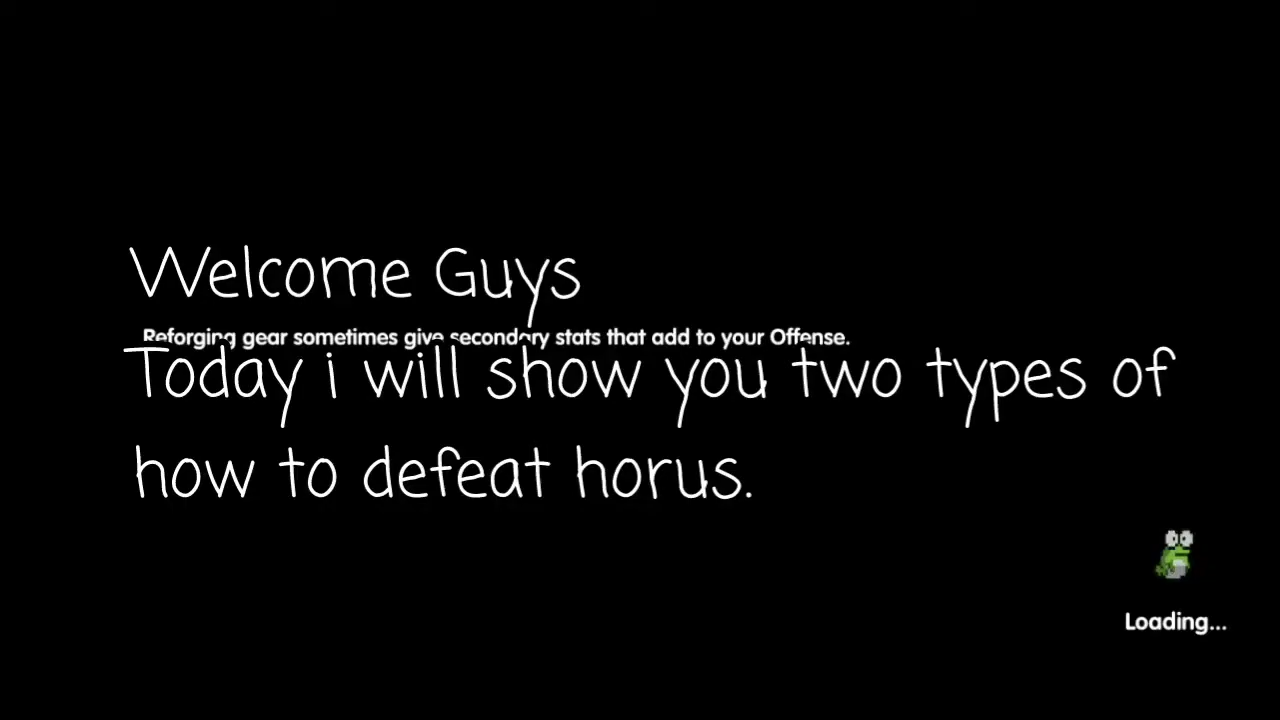 Welcome Guys
Reforging gear sometimes give secondary stats that add to your Offense.
Today i will show you two types of
how to defeat horus.
Loading...